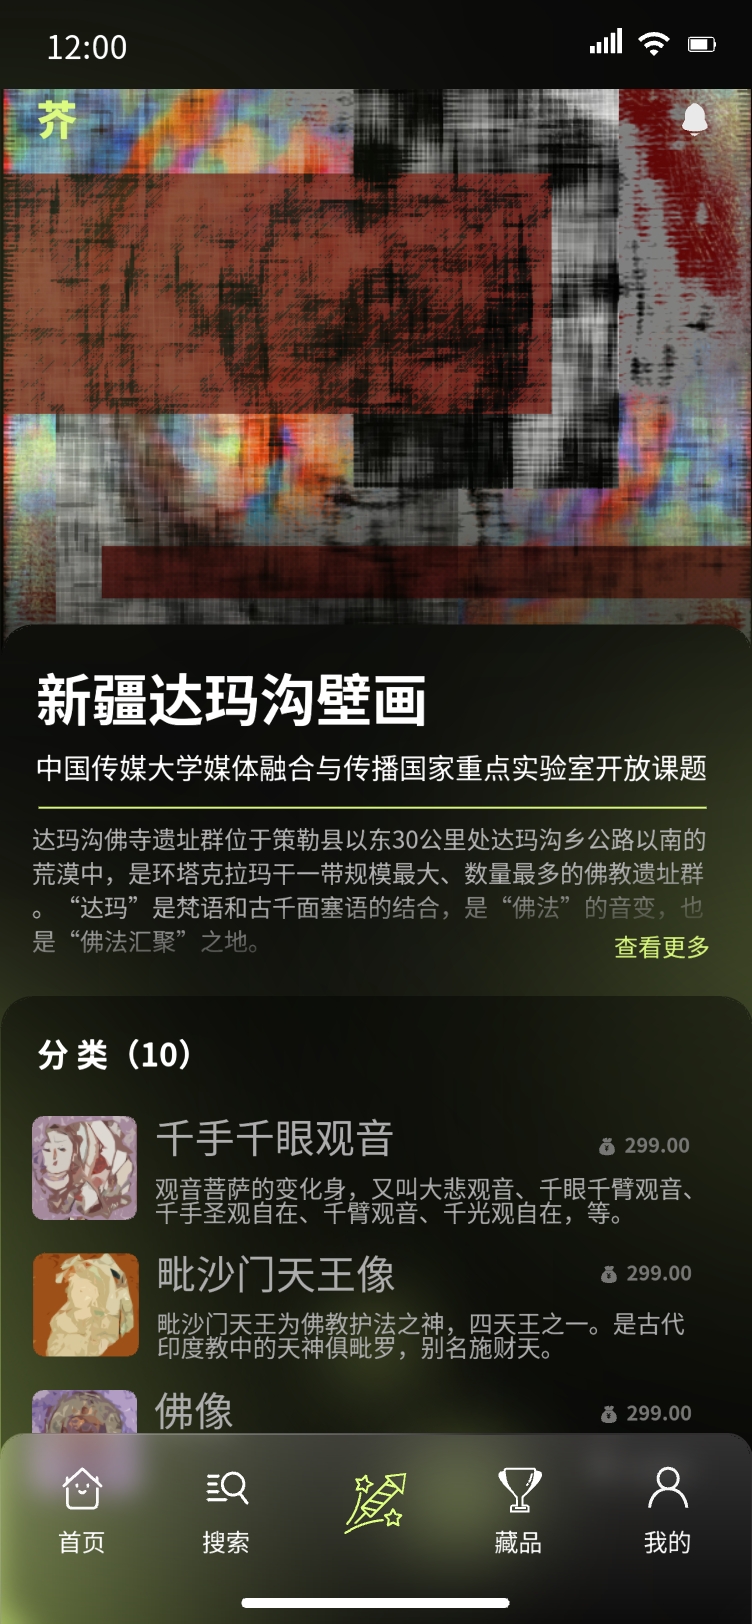 12:00
芥
新疆达玛沟壁画
中国传媒大学媒体融合与传播国家重点实验室开放课题
达玛沟佛寺遗址群位于策勒县以东30公里处达玛沟乡公路以南的
荒漠中，是环塔克拉玛干一带规模最大、数量最多的佛教遗址群
。“达玛”是梵语和古千面塞语的结合，是“佛法”的音变，也
是“佛法汇聚”之地。
查看更多
分 类（10）
千手千眼观音
299.00
观音菩萨的变化身，又叫大悲观音、千眼千臂观音、
千手圣观自在、千臂观音、千光观自在，等。
毗沙门天王像
299.00
毗沙门天王为佛教护法之神，四天王之一。是古代
印度教中的天神俱毗罗，别名施财天。
佛像
299.00
首页
搜索
藏品
我的